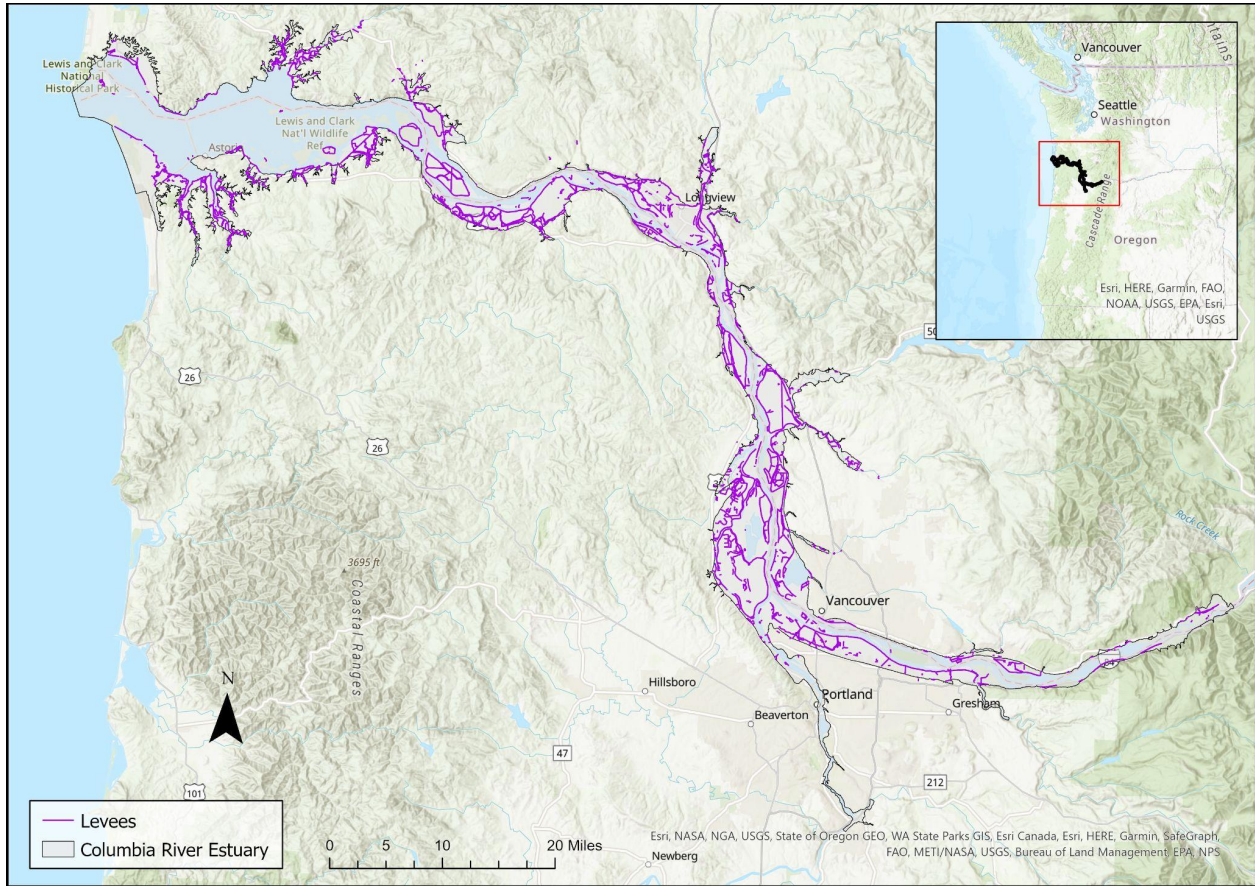 Lewis and Clark
National
Historical Park
Lewis and Clark
Nat'l Wildlife
Ref
Longview
26
26
3695 ft
Coastal Ranges
Rock Creek
Vancouver
Hillsboro
Portland
Beaverton
Gresham
47
212
101
Newberg
N
Levees
Columbia River Estuary
0 5 10 20 Miles
Esri, NASA, NGA, USGS, State of Oregon GEO, WA State Parks GIS, Esri Canada, Esri, HERE, Garmin, SafeGraph,
FAO, METI/NASA, USGS, Bureau of Land Management, EPA, NPS
Vancouver
Seattle
Washington
Cascade Range
Oregon
Esri, HERE, Garmin, FAO,
NOAA, USGS, EPA, Esri,
USGS